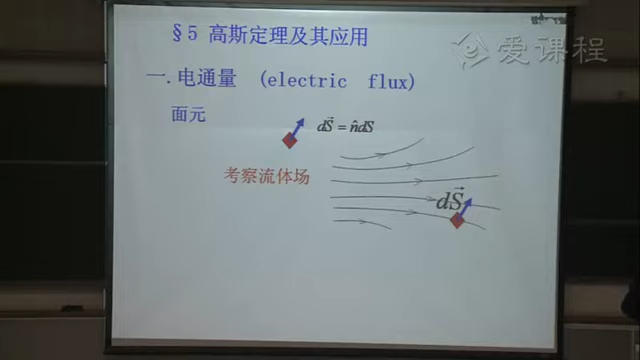 爱课程
§5 高斯定理及其应用
一.电通量 (electric flux)
面元
dS⃗ = n̂dS
考察流体场
dS⃗